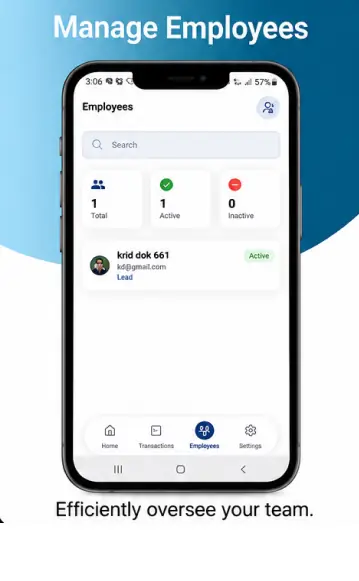 Manage Employees
3:06 57%
Employees
Search
1 1 0
Total Active Inactive
krid dok 661 Active
kd@gmail.com
Lead
Home Transactions Employees Settings
Efficiently oversee your team.